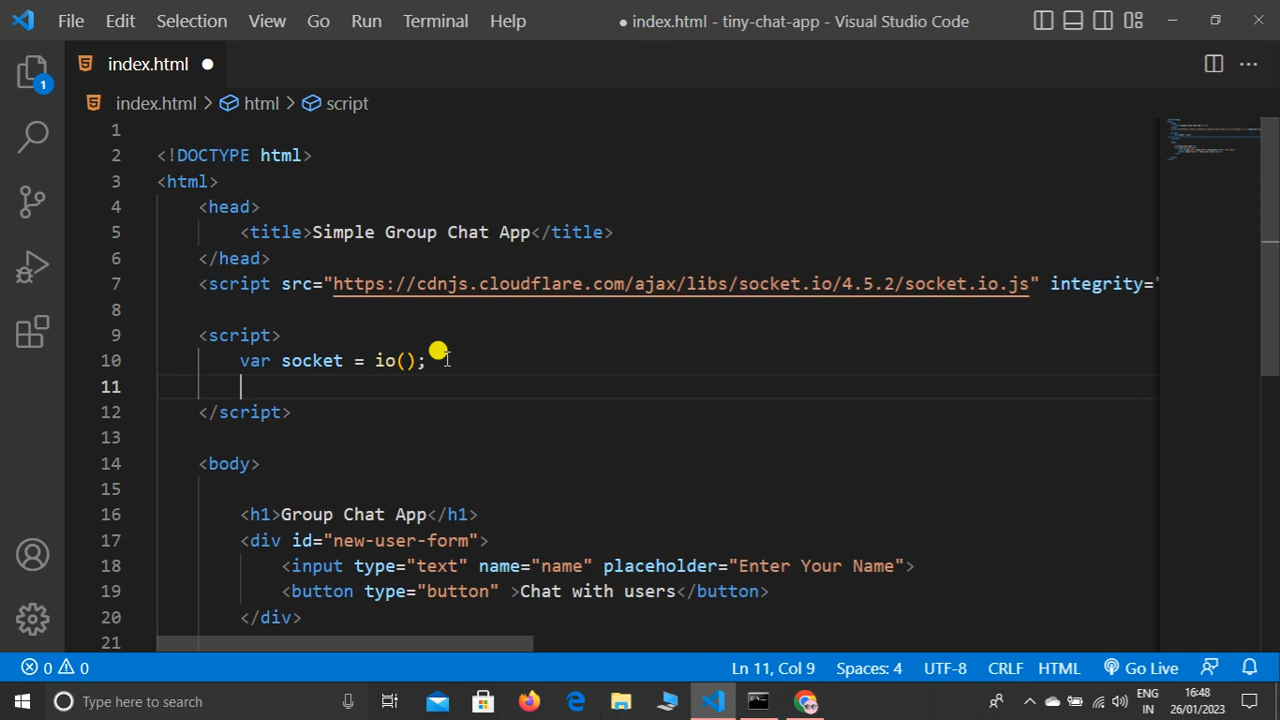 File Edit Selection View Go Run Terminal Help ● index.html - tiny-chat-app - Visual Studio Code
index.html
1
index.html > html > script
1
2 <!DOCTYPE html>
3 <html>
4 <head>
5 <title>Simple Group Chat App</title>
6 </head>
7 <script src="https://cdnjs.cloudflare.com/ajax/libs/socket.io/4.5.2/socket.io.js" integrity="
8
9 <script>
10 var socket = io();
11
12 </script>
13
14 <body>
15
16 <h1>Group Chat App</h1>
17 <div id="new-user-form">
18 <input type="text" name="name" placeholder="Enter Your Name">
19 <button type="button" >Chat with users</button>
20 </div>
21
0 0 Ln 11, Col 9 Spaces: 4 UTF-8 CRLF HTML Go Live
Type here to search ENG IN 16:48 26/01/2023